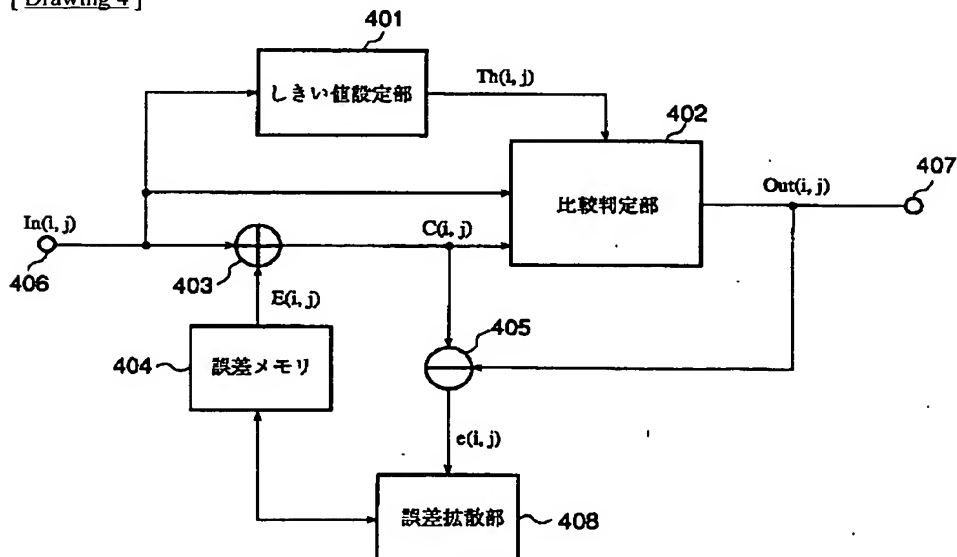 [ Drawing 4 ]
401
しきい値設定部
Th(i, j)
402
比較判定部
Out(i, j)
407
In(i, j)
406
403
C(i, j)
E(i, j)
404
誤差メモリ
405
e(i, j)
誤差拡散部
408